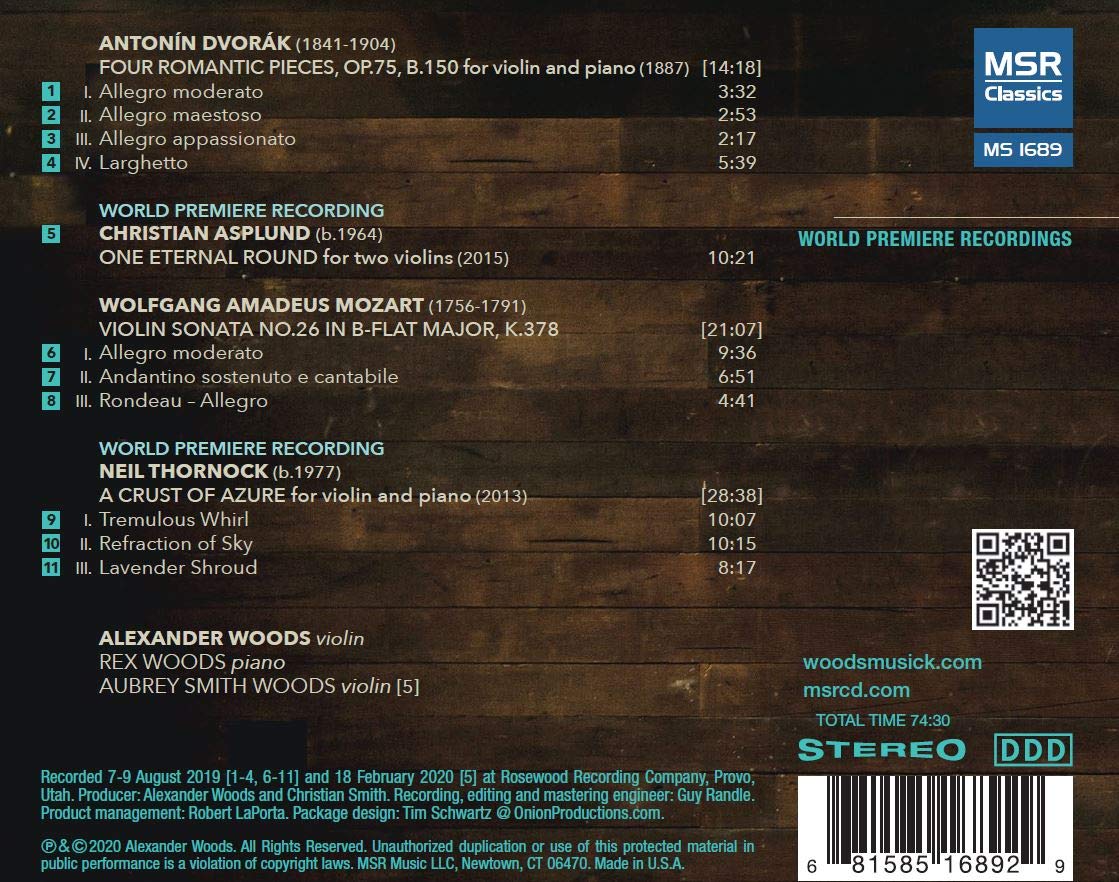 ANTONÍN DVORÁK (1841-1904)
FOUR ROMANTIC PIECES, OP.75, B.150 for violin and piano (1887) [14:18]
1 I. Allegro moderato 3:32
2 II. Allegro maestoso 2:53
3 III. Allegro appassionato 2:17
4 IV. Larghetto 5:39
MSR
Classics
MS 1689
WORLD PREMIERE RECORDING
5 CHRISTIAN ASPLUND (b.1964)
ONE ETERNAL ROUND for two violins (2015) 10:21
WORLD PREMIERE RECORDINGS
WOLFGANG AMADEUS MOZART (1756-1791)
VIOLIN SONATA NO.26 IN B-FLAT MAJOR, K.378 [21:07]
6 I. Allegro moderato 9:36
7 II. Andantino sostenuto e cantabile 6:51
8 III. Rondeau – Allegro 4:41
WORLD PREMIERE RECORDING
NEIL THORNOCK (b.1977)
A CRUST OF AZURE for violin and piano (2013) [28:38]
9 I. Tremulous Whirl 10:07
10 II. Refraction of Sky 10:15
11 III. Lavender Shroud 8:17
ALEXANDER WOODS violin
REX WOODS piano
AUBREY SMITH WOODS violin [5]
woodsmusick.com
msrcd.com
TOTAL TIME 74:30
STEREO DDD
Recorded 7-9 August 2019 [1-4, 6-11] and 18 February 2020 [5] at Rosewood Recording Company, Provo,
Utah. Producer: Alexander Woods and Christian Smith. Recording, editing and mastering engineer: Guy Randle.
Product management: Robert LaPorta. Package design: Tim Schwartz @ OnionProductions.com.
℗ & © 2020 Alexander Woods. All Rights Reserved. Unauthorized duplication or use of this protected material in
public performance is a violation of copyright laws. MSR Music LLC, Newtown, CT 06470. Made in U.S.A.
6 81585 16892 9